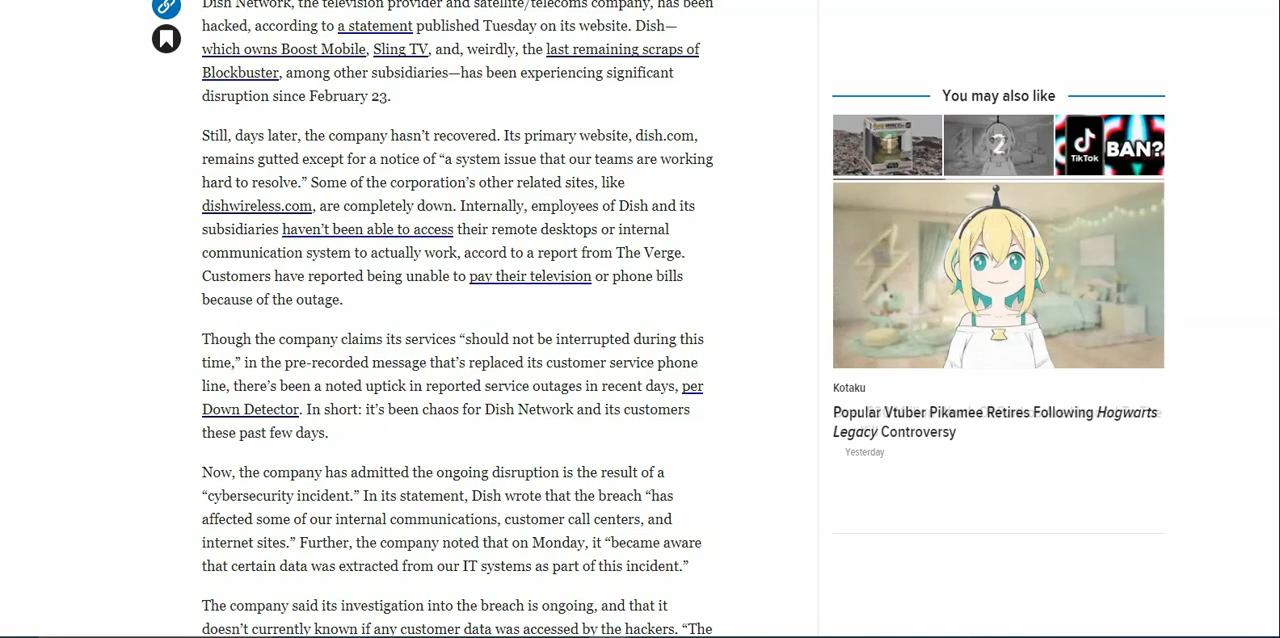 Dish Network, the television provider and satellite/telecoms company, has been
hacked, according to a statement published Tuesday on its website. Dish—
which owns Boost Mobile, Sling TV, and, weirdly, the last remaining scraps of
Blockbuster, among other subsidiaries—has been experiencing significant
disruption since February 23.
Still, days later, the company hasn’t recovered. Its primary website, dish.com,
remains gutted except for a notice of “a system issue that our teams are working
hard to resolve.” Some of the corporation’s other related sites, like
dishwireless.com, are completely down. Internally, employees of Dish and its
subsidiaries haven’t been able to access their remote desktops or internal
communication system to actually work, accord to a report from The Verge.
Customers have reported being unable to pay their television or phone bills
because of the outage.
Though the company claims its services “should not be interrupted during this
time,” in the pre-recorded message that’s replaced its customer service phone
line, there’s been a noted uptick in reported service outages in recent days, per
Down Detector. In short: it’s been chaos for Dish Network and its customers
these past few days.
Now, the company has admitted the ongoing disruption is the result of a
“cybersecurity incident.” In its statement, Dish wrote that the breach “has
affected some of our internal communications, customer call centers, and
internet sites.” Further, the company noted that on Monday, it “became aware
that certain data was extracted from our IT systems as part of this incident.”
The company said its investigation into the breach is ongoing, and that it
doesn’t currently known if any customer data was accessed by the hackers. “The
You may also like
2
TikTok
BAN?
Kotaku
Popular Vtuber Pikamee Retires Following Hogwarts
Legacy Controversy
Yesterday